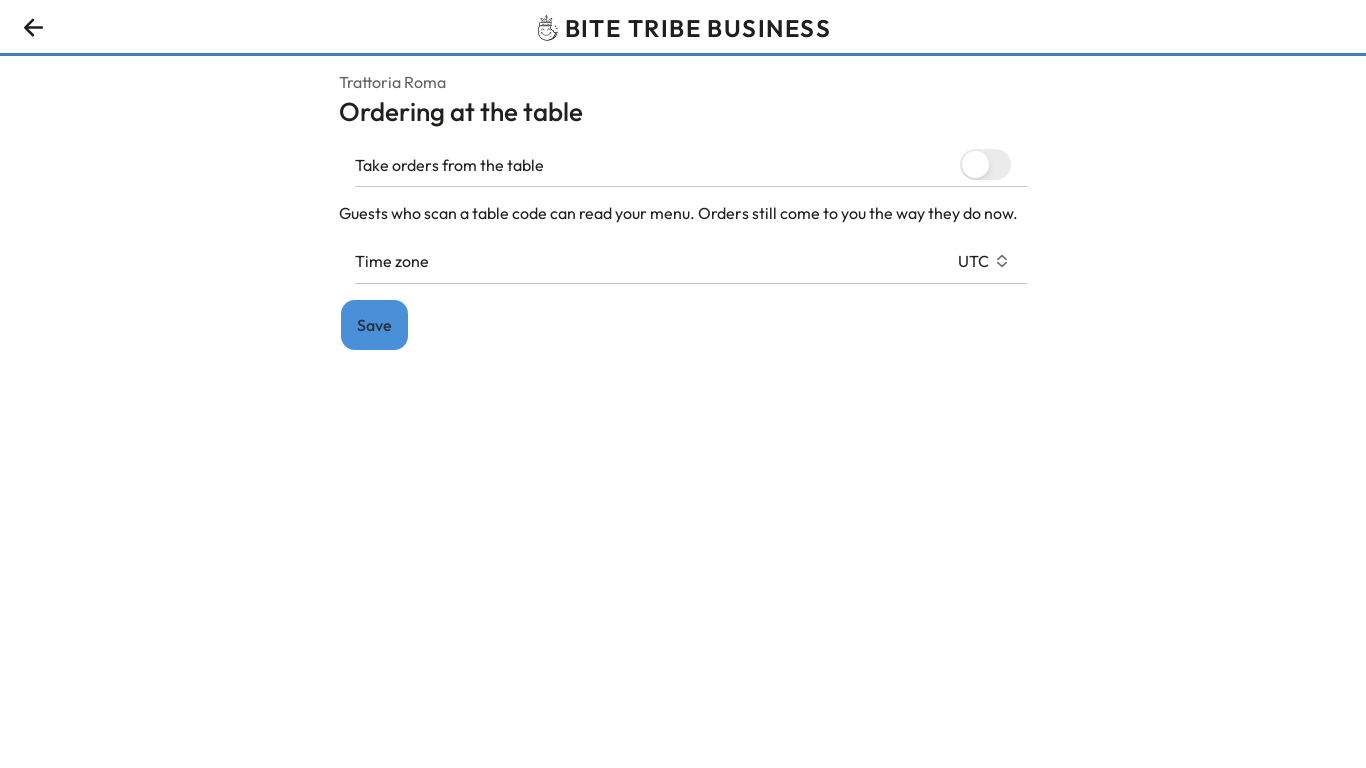 BITE TRIBE BUSINESS
Trattoria Roma
Ordering at the table
Take orders from the table
Guests who scan a table code can read your menu. Orders still come to you the way they do now.
Time zone
UTC
Save